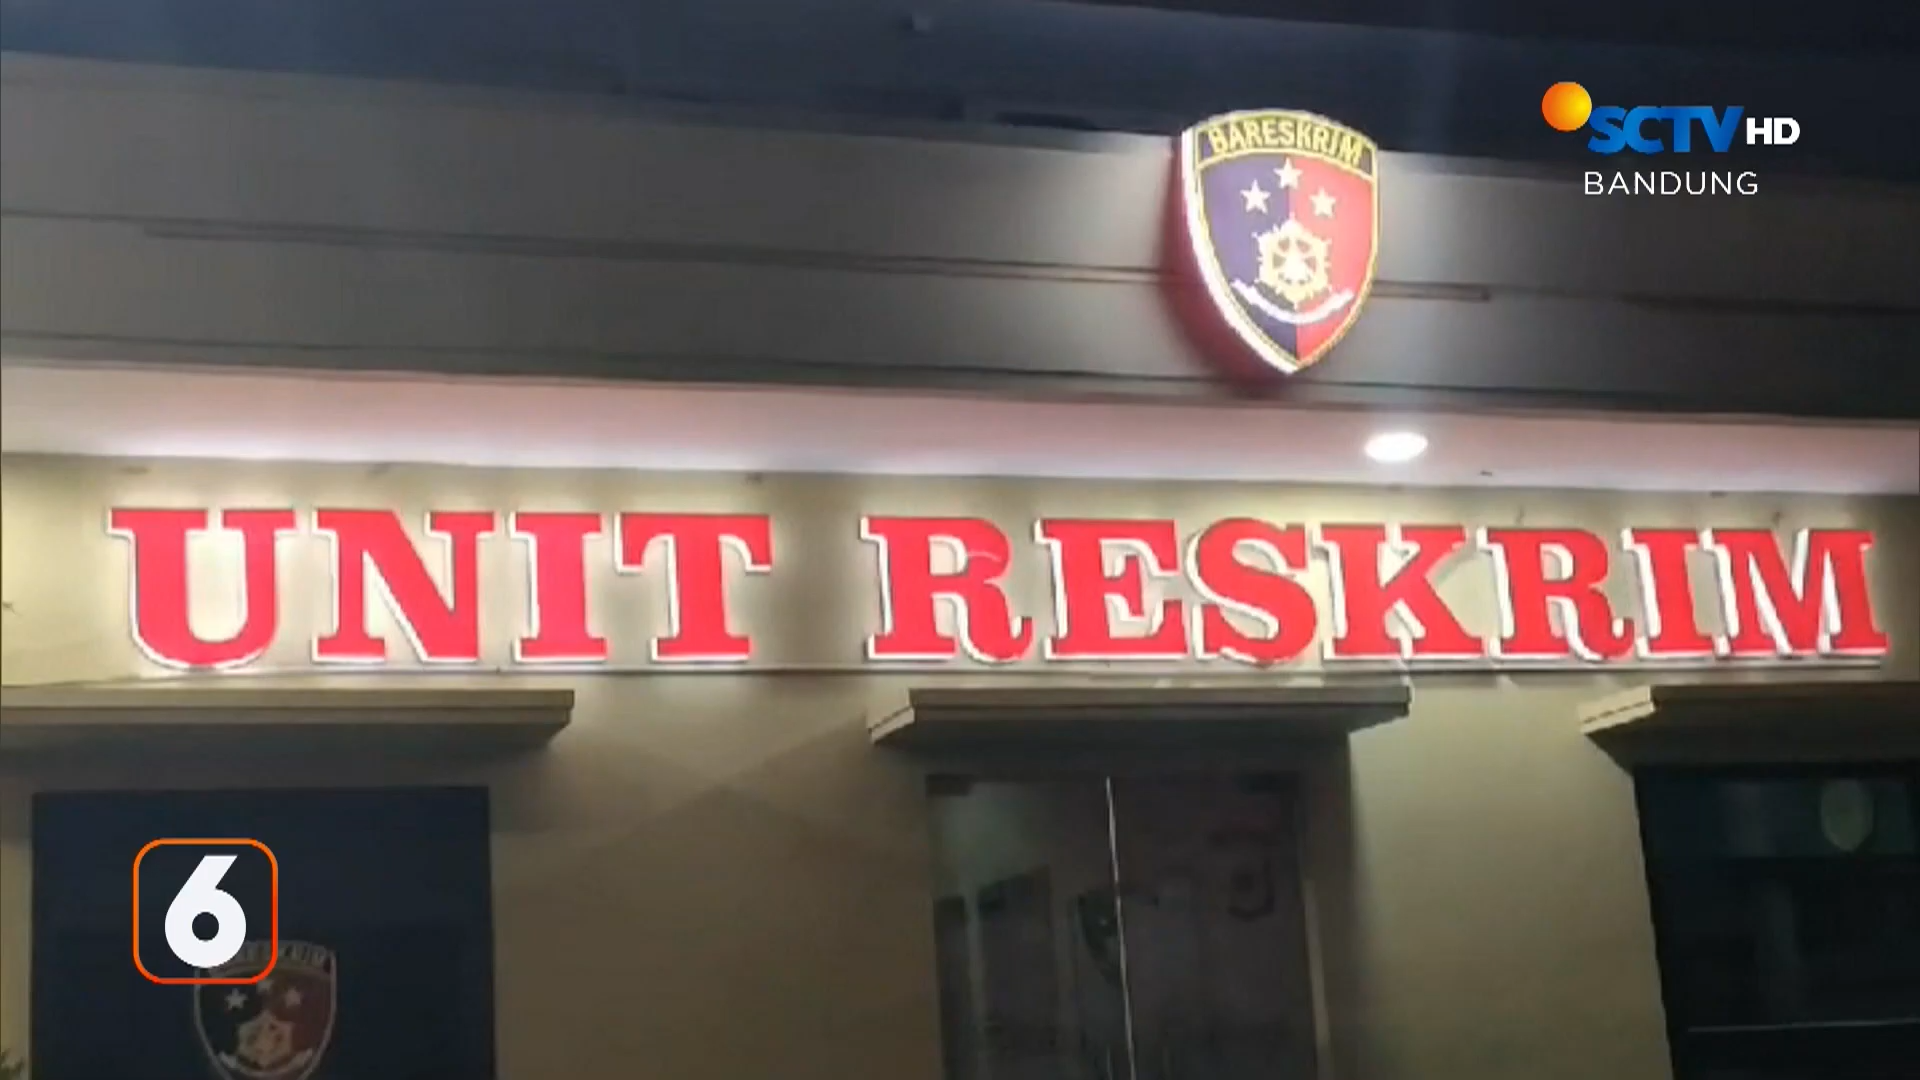 BARESKRIM
SCTV HD
BANDUNG
UNIT RESKRIM
6